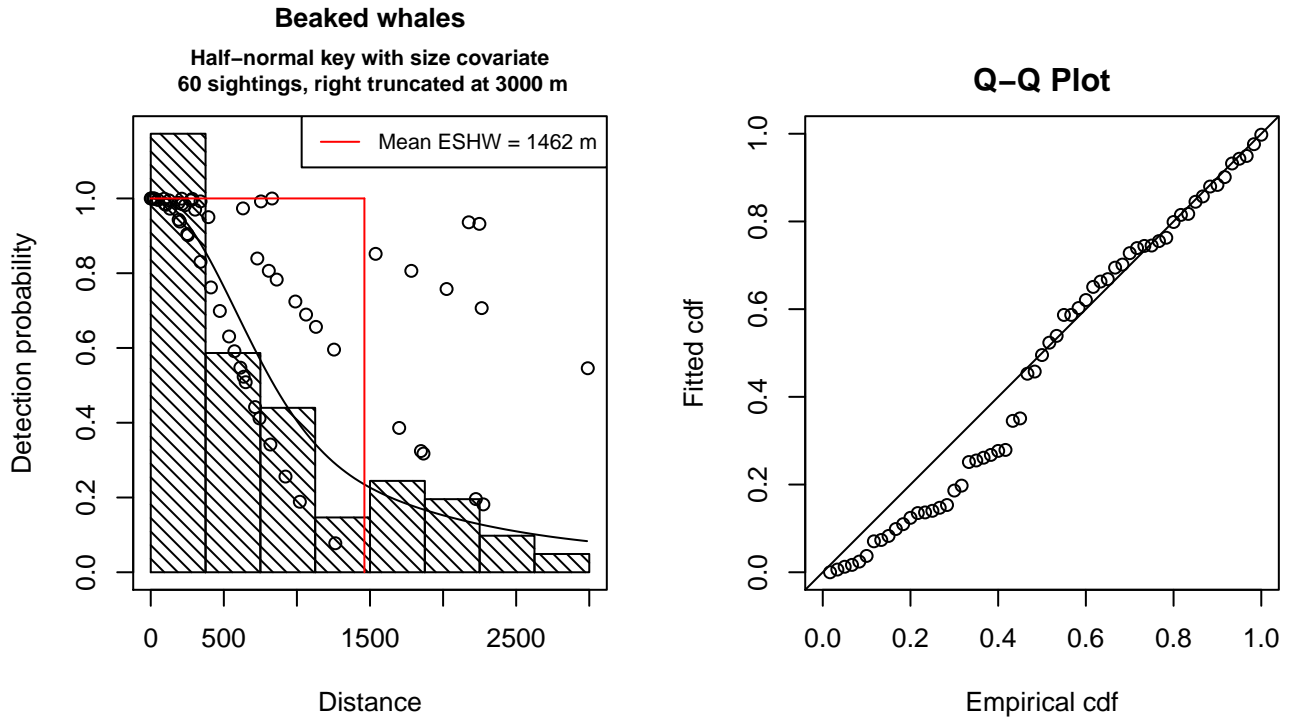 Beaked whales
Half−normal key with size covariate
60 sightings, right truncated at 3000 m
Mean ESHW = 1462 m
Detection probability
0.0
0.2
0.4
0.6
0.8
1.0
0
500
1500
2500
Distance
Q−Q Plot
Fitted cdf
0.0
0.2
0.4
0.6
0.8
1.0
0.0
0.2
0.4
0.6
0.8
1.0
Empirical cdf